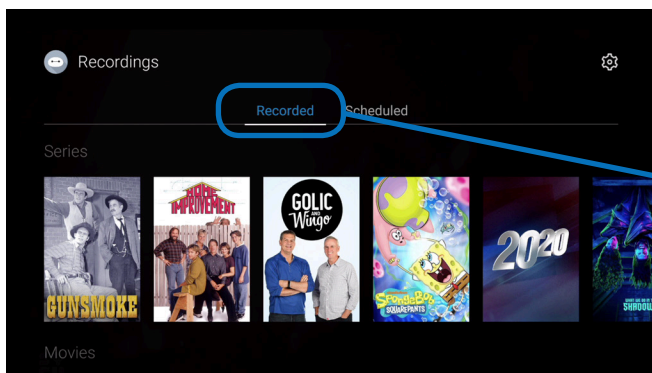 Recordings
Recorded
Scheduled
Series
GUNSMOKE
HOME
IMPROVEMENT
GOLIC
AND
Wingo
SPONGEBOB
SQUAREPANTS
2020
Movies